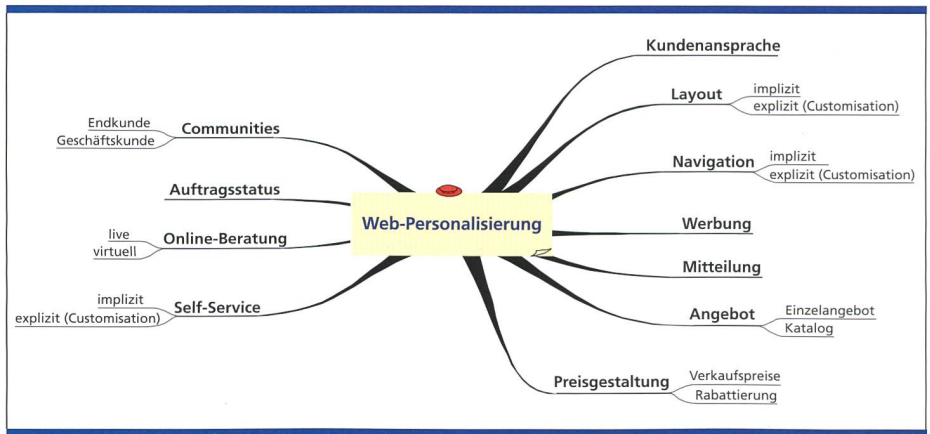 Web-Personalisierung
Kundenansprache
Layout
implizit
explizit (Customisation)
Navigation
implizit
explizit (Customisation)
Werbung
Mitteilung
Angebot
Einzelangebot
Katalog
Preisgestaltung
Verkaufspreise
Rabattierung
Communities
Endkunde
Geschäftskunde
Auftragsstatus
Online-Beratung
live
virtuell
Self-Service
implizit
explizit (Customisation)